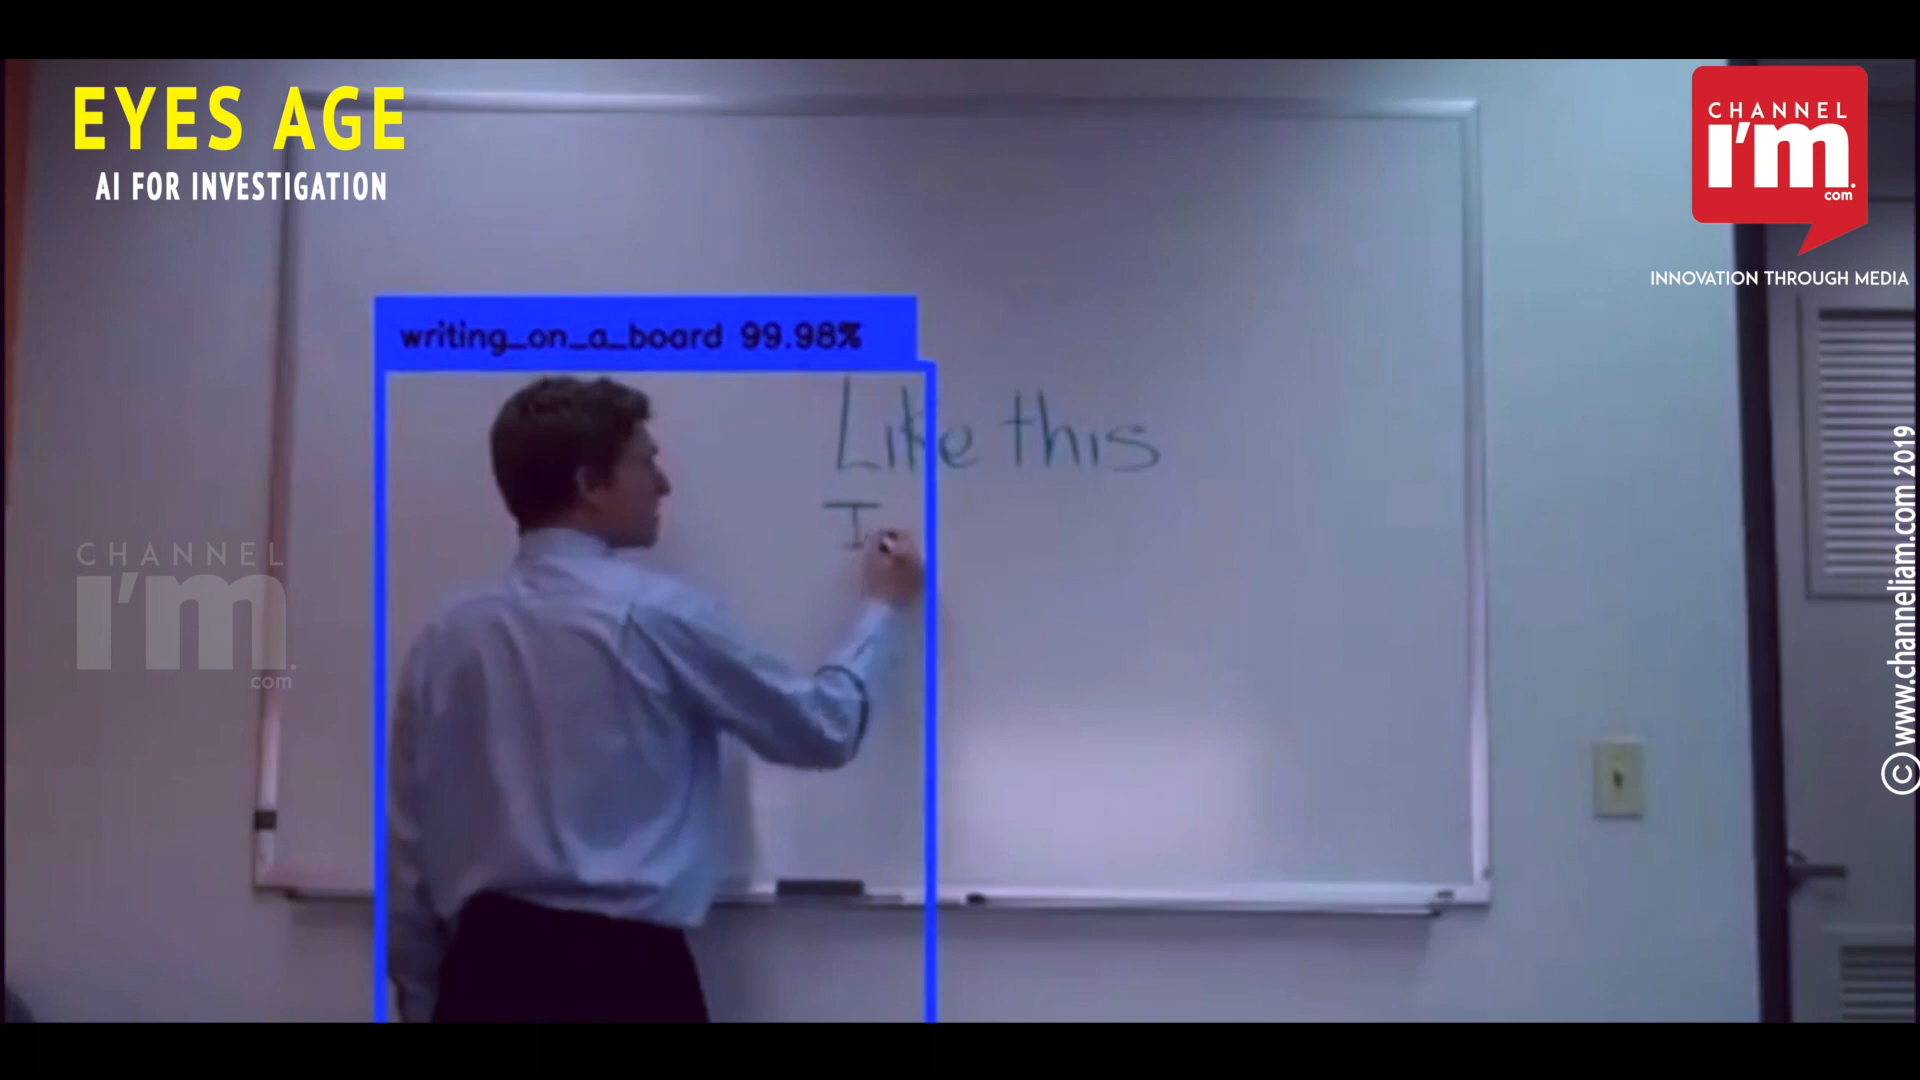 EYES AGE
AI FOR INVESTIGATION
CHANNEL
I'm.
com
INNOVATION THROUGH MEDIA
writing_on_a_board 99.98%
Like this
I
CHANNEL
I'm.
com
© www.channeliam.com 2019